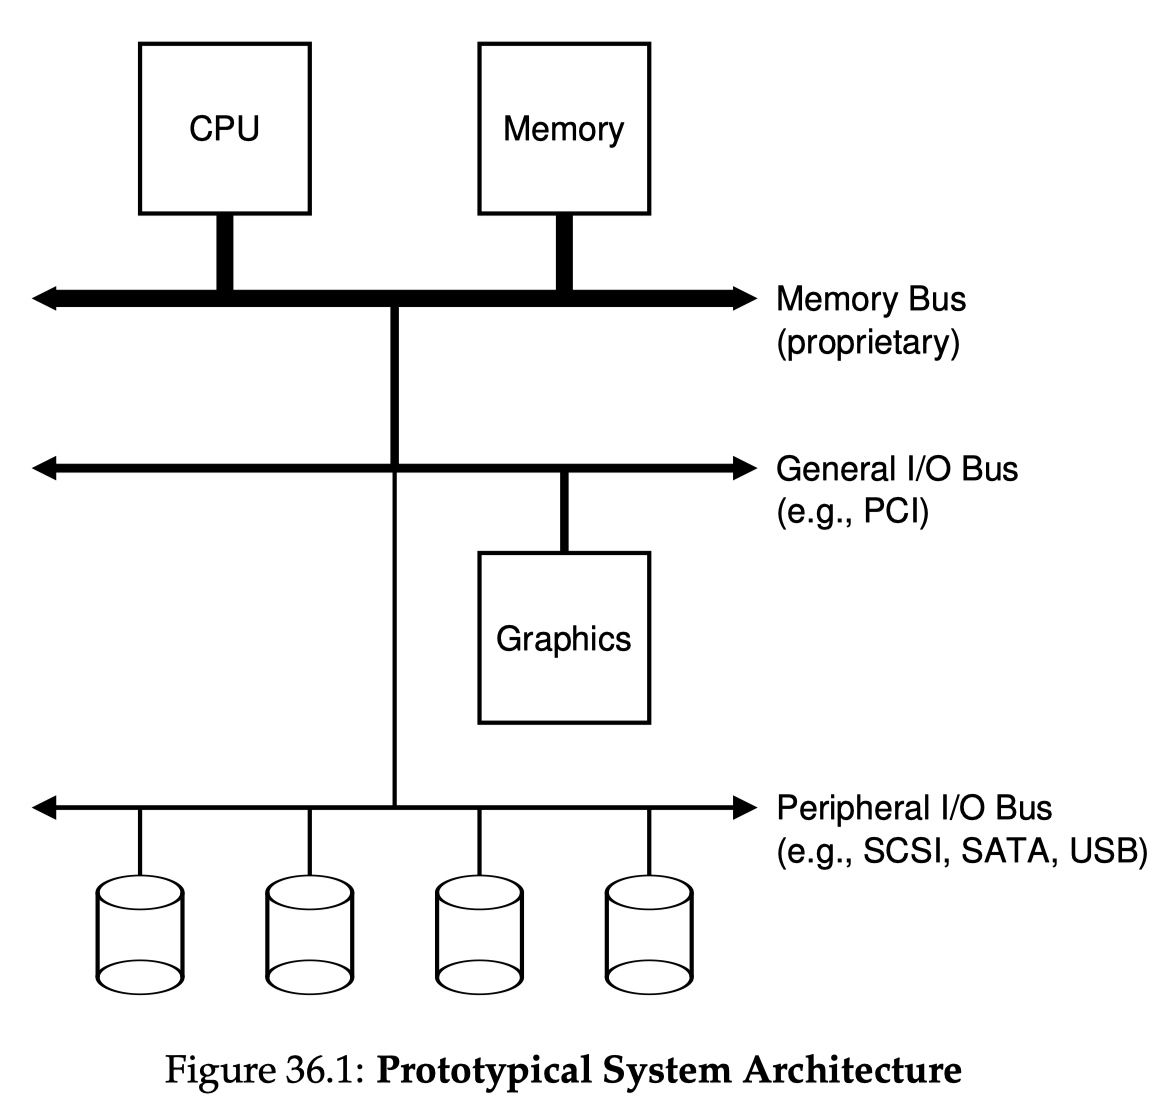 CPU
Memory
Memory Bus
(proprietary)
General I/O Bus
(e.g., PCI)
Graphics
Peripheral I/O Bus
(e.g., SCSI, SATA, USB)
Figure 36.1: Prototypical System Architecture